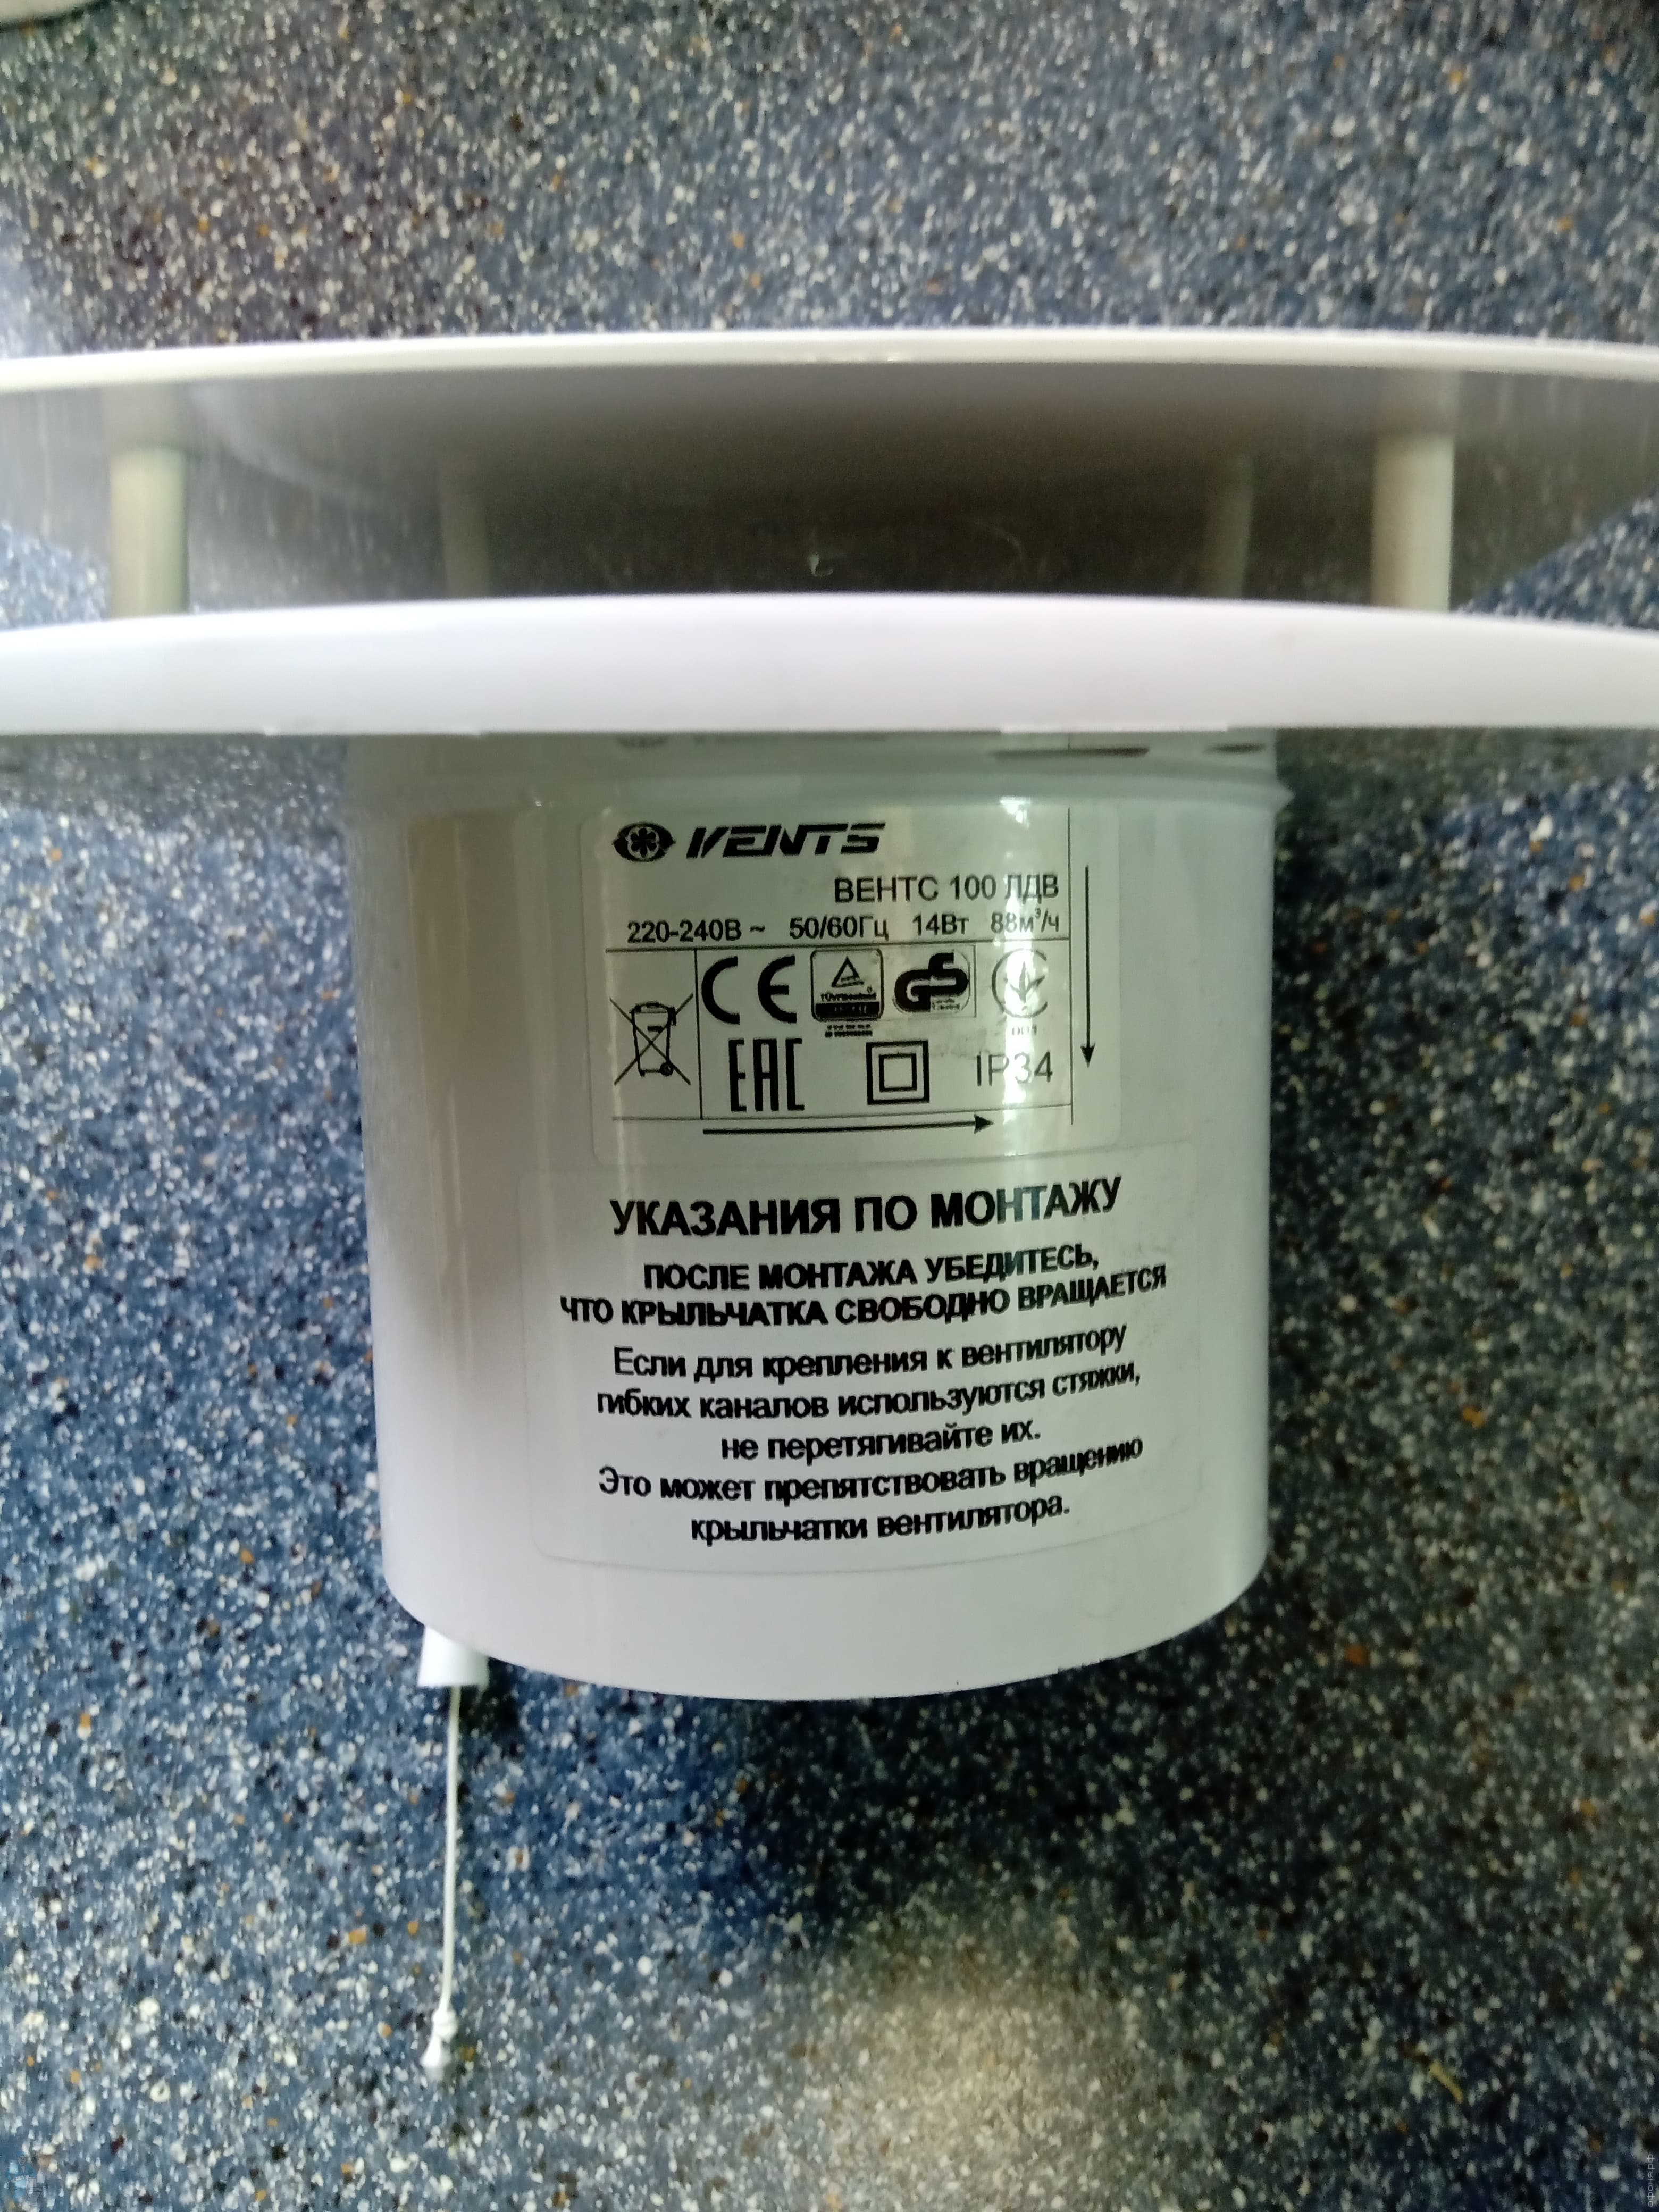 VENTS
ВЕНТС 100 ЛДВ
220-240В ~ 50/60Гц 14Вт 88м³/ч
CE
GS
EAC
IP34
УКАЗАНИЯ ПО МОНТАЖУ
ПОСЛЕ МОНТАЖА УБЕДИТЕСЬ,
ЧТО КРЫЛЬЧАТКА СВОБОДНО ВРАЩАЕТСЯ
Если для крепления к вентилятору
гибких каналов используются стяжки,
не перетягивайте их.
Это может препятствовать вращению
крыльчатки вентилятора.